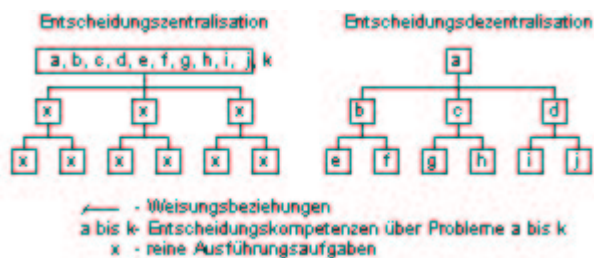 Entscheidungszentralisation Entscheidungsdezentralisation
a, b, c, d, e, f, g, h, i, j, k a
x x x b c d
x x x x x x e f g h i j
- Weisungsbeziehungen
a bis k- Entscheidungskompetenzen über Probleme a bis k
x - reine Ausführungsaufgaben